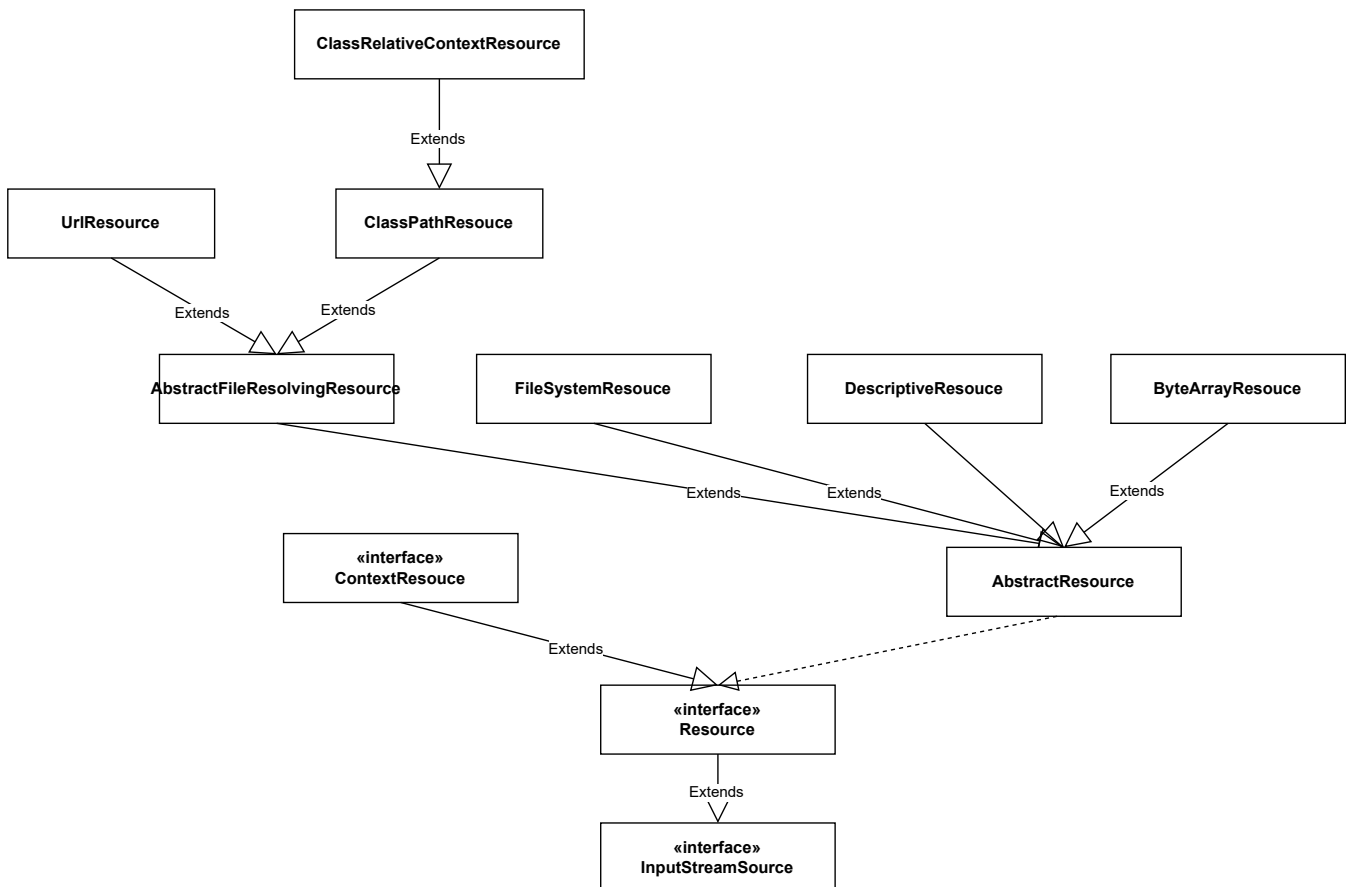 ClassRelativeContextResource
Extends
UrlResource
ClassPathResouce
Extends
Extends
AbstractFileResolvingResource
FileSystemResouce
DescriptiveResouce
ByteArrayResouce
Extends
Extends
Extends
«interface»
ContextResouce
AbstractResource
Extends
«interface»
Resource
Extends
«interface»
InputStreamSource